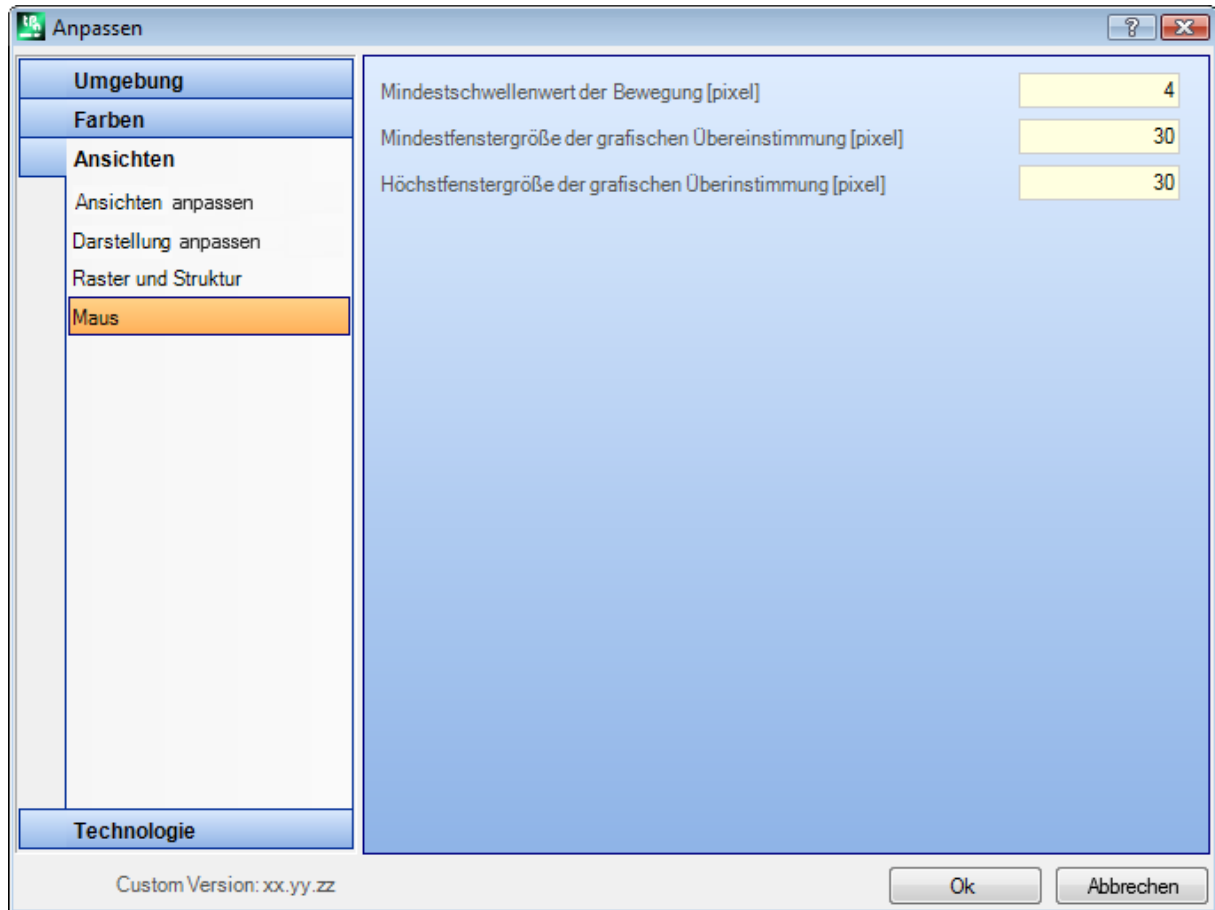 Anpassen
Umgebung
Farben
Ansichten
Ansichten anpassen
Darstellung anpassen
Raster und Struktur
Maus
Technologie
Mindestschwellenwert der Bewegung [pixel] 4
Mindestfenstergröße der grafischen Übereinstimmung [pixel] 30
Höchstfenstergröße der grafischen Überinstimmung [pixel] 30
Custom Version: xx.yy.zz
Ok
Abbrechen